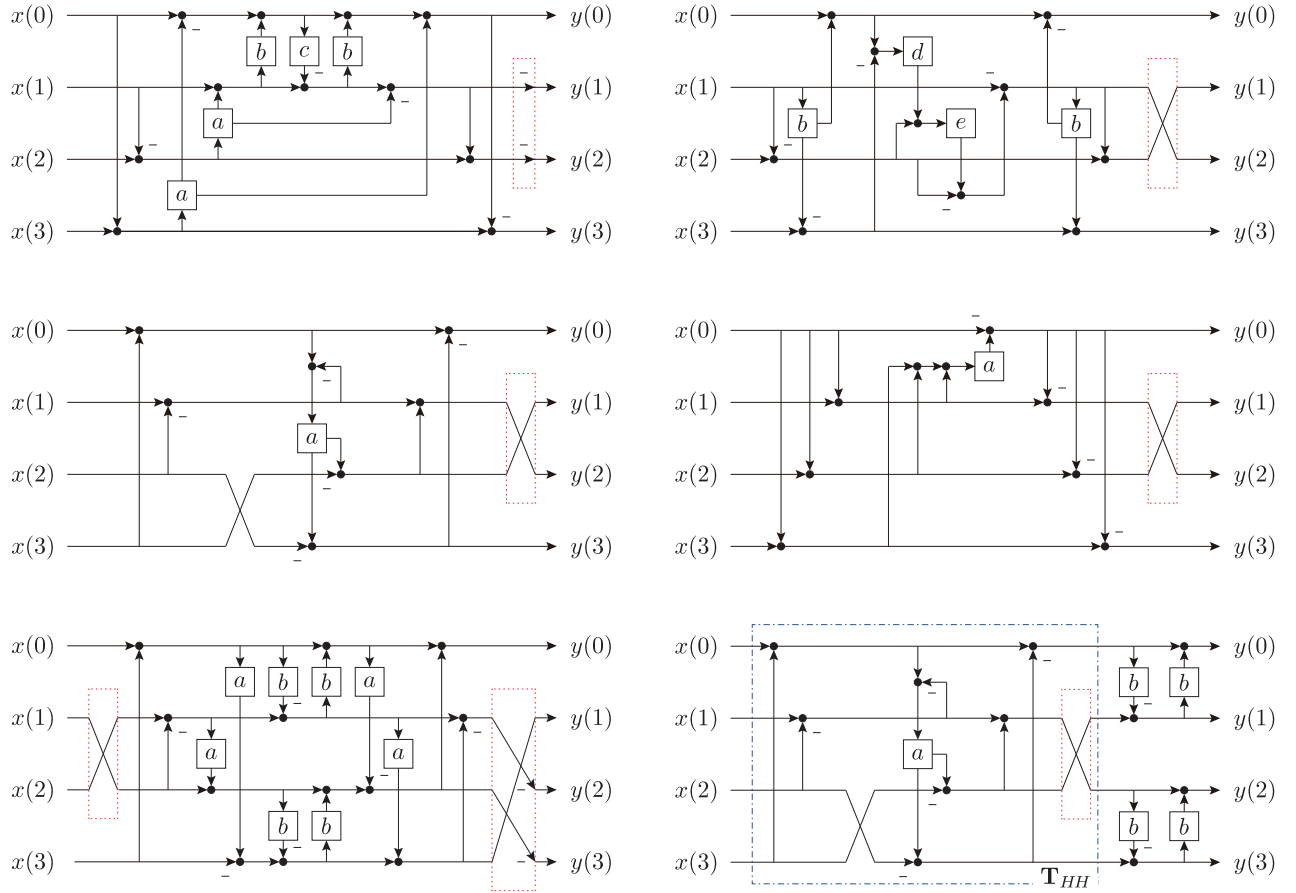 x(0) – b c b y(0)
x(1) – – – y(1)
a
x(2) – – y(2)
a
x(3) – y(3)
x(0) – y(0)
– d
x(1) – y(1)
b e b
x(2) – – y(2)
x(3) – y(3)
x(0) – – y(0)
x(1) – y(1)
a
x(2) – y(2)
x(3) – y(3)
x(0) – y(0)
a
x(1) – y(1)
x(2) – y(2)
x(3) – y(3)
x(0) y(0)
a b b a
x(1) – – – y(1)
a a
x(2) – – y(2)
b b
x(3) – – – y(3)
x(0) – y(0)
– b b
x(1) – – y(1)
a
x(2) – y(2)
b b
x(3) – – y(3)
T_HH